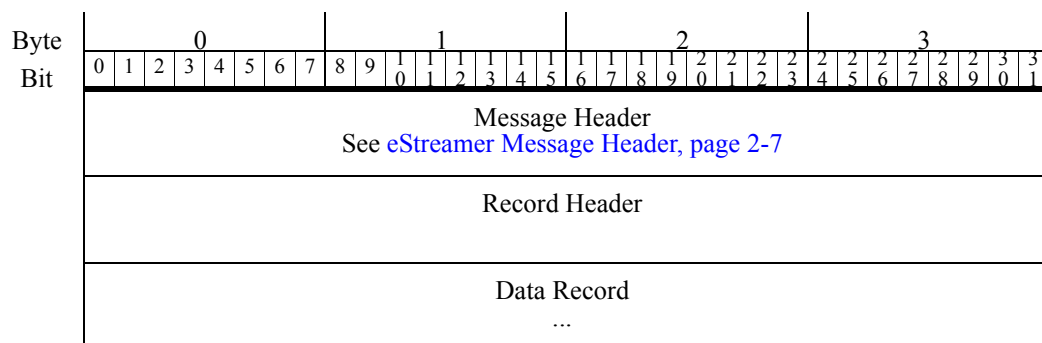 Byte 0 1 2 3
Bit 0 1 2 3 4 5 6 7 8 9 10 11 12 13 14 15 16 17 18 19 20 21 22 23 24 25 26 27 28 29 30 31
Message Header
See eStreamer Message Header, page 2-7
Record Header
Data Record
...